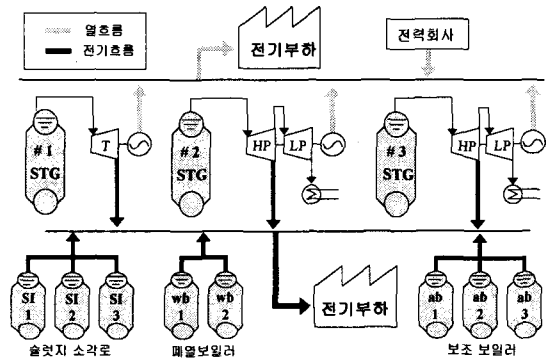 열흐름
전기흐름
전기부하
전력회사
#1
STG
T
#2
STG
HP
LP
#3
STG
HP
LP
SI
1
SI
2
SI
3
wb
1
wb
2
전기부하
ab
1
ab
2
ab
3
슬럿지 소각로
폐열보일러
보조 보일러